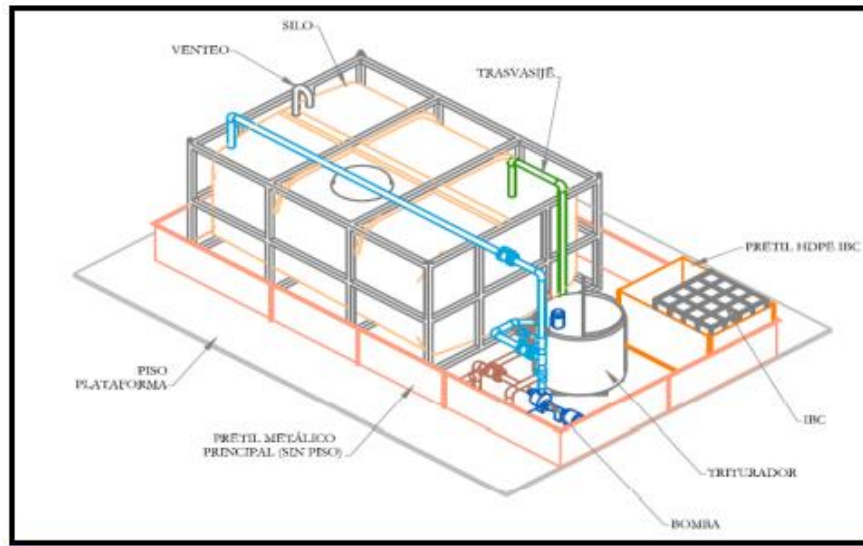 SILO
VENTEO
TRASVASIJE
PRETIL HDPE IBC
PISO
PLATAFORMA
PRETIL METÁLICO
PRINCIPAL (SIN PISO)
IBC
TRITURADOR
BOMBA